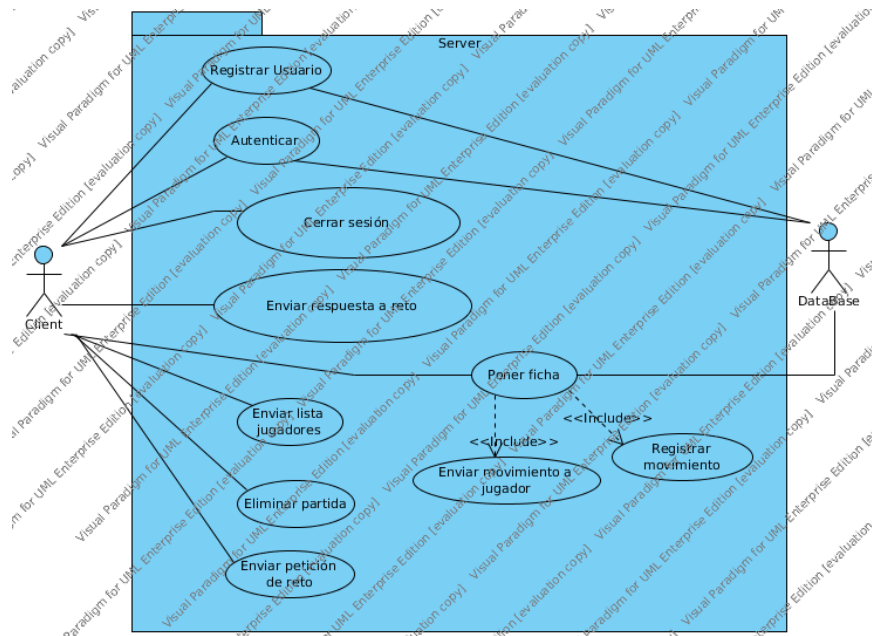 Server
Registrar Usuario
Autenticar
Cerrar sesión
Enviar respuesta a reto
Client
DataBase
Poner ficha
Enviar lista
jugadores
<<Include>>
<<Include>>
Enviar movimiento a
jugador
Registrar
movimiento
Eliminar partida
Enviar petición
de reto
Visual Paradigm for UML Enterprise Edition [evaluation copy]